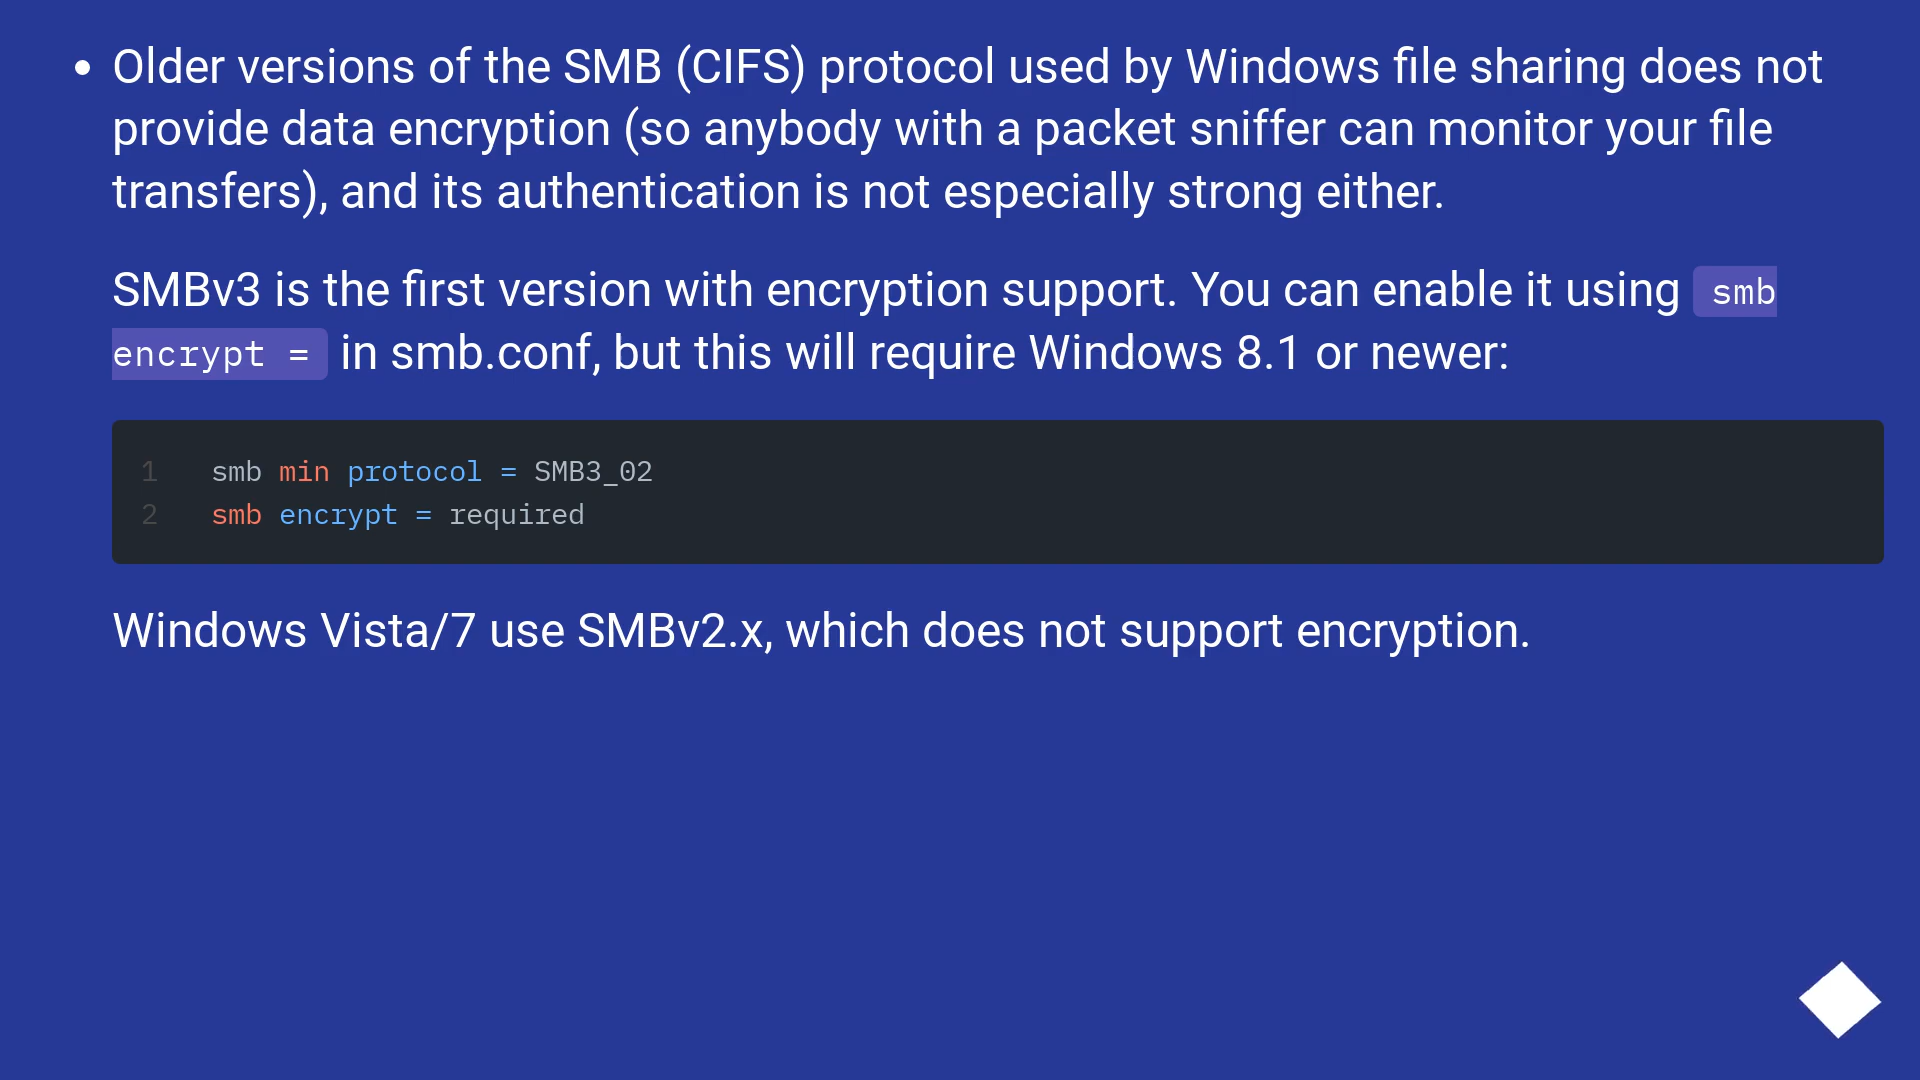 • Older versions of the SMB (CIFS) protocol used by Windows file sharing does not
provide data encryption (so anybody with a packet sniffer can monitor your file
transfers), and its authentication is not especially strong either.
SMBv3 is the first version with encryption support. You can enable it using smb
encrypt = in smb.conf, but this will require Windows 8.1 or newer:
1 smb min protocol = SMB3_02
2 smb encrypt = required
Windows Vista/7 use SMBv2.x, which does not support encryption.